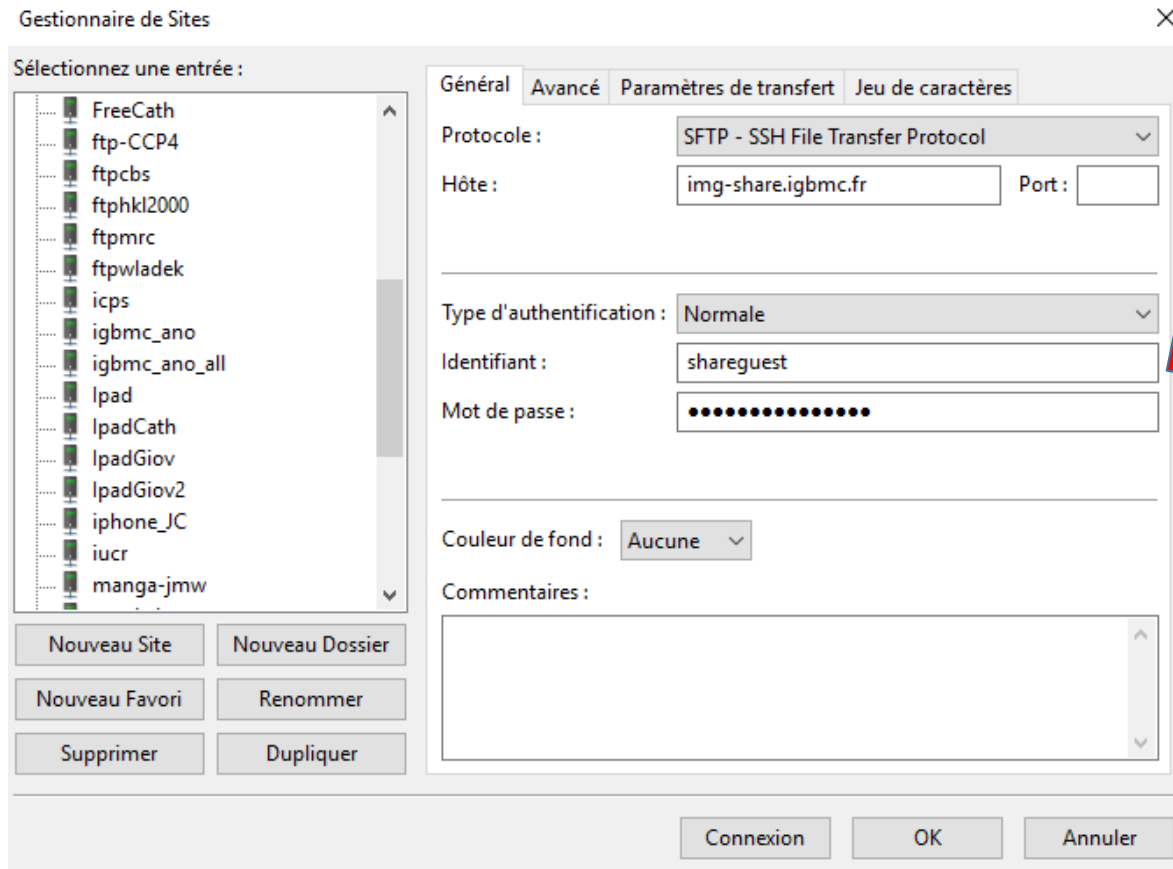 Gestionnaire de Sites
Sélectionnez une entrée :
FreeCath
ftp-CCP4
ftpcbs
ftphkl2000
ftpmrc
ftpwladek
icps
igbmc_ano
igbmc_ano_all
Ipad
IpadCath
IpadGiov
IpadGiov2
iphone_JC
iucr
manga-jmw
Nouveau Site Nouveau Dossier
Nouveau Favori Renommer
Supprimer Dupliquer
Général Avancé Paramètres de transfert Jeu de caractères
Protocole : SFTP - SSH File Transfer Protocol
Hôte : img-share.igbmc.fr Port :
Type d'authentification : Normale
Identifiant : shareguest
Mot de passe : ●●●●●●●●●●●●●●●
Couleur de fond : Aucune
Commentaires :
Connexion OK Annuler